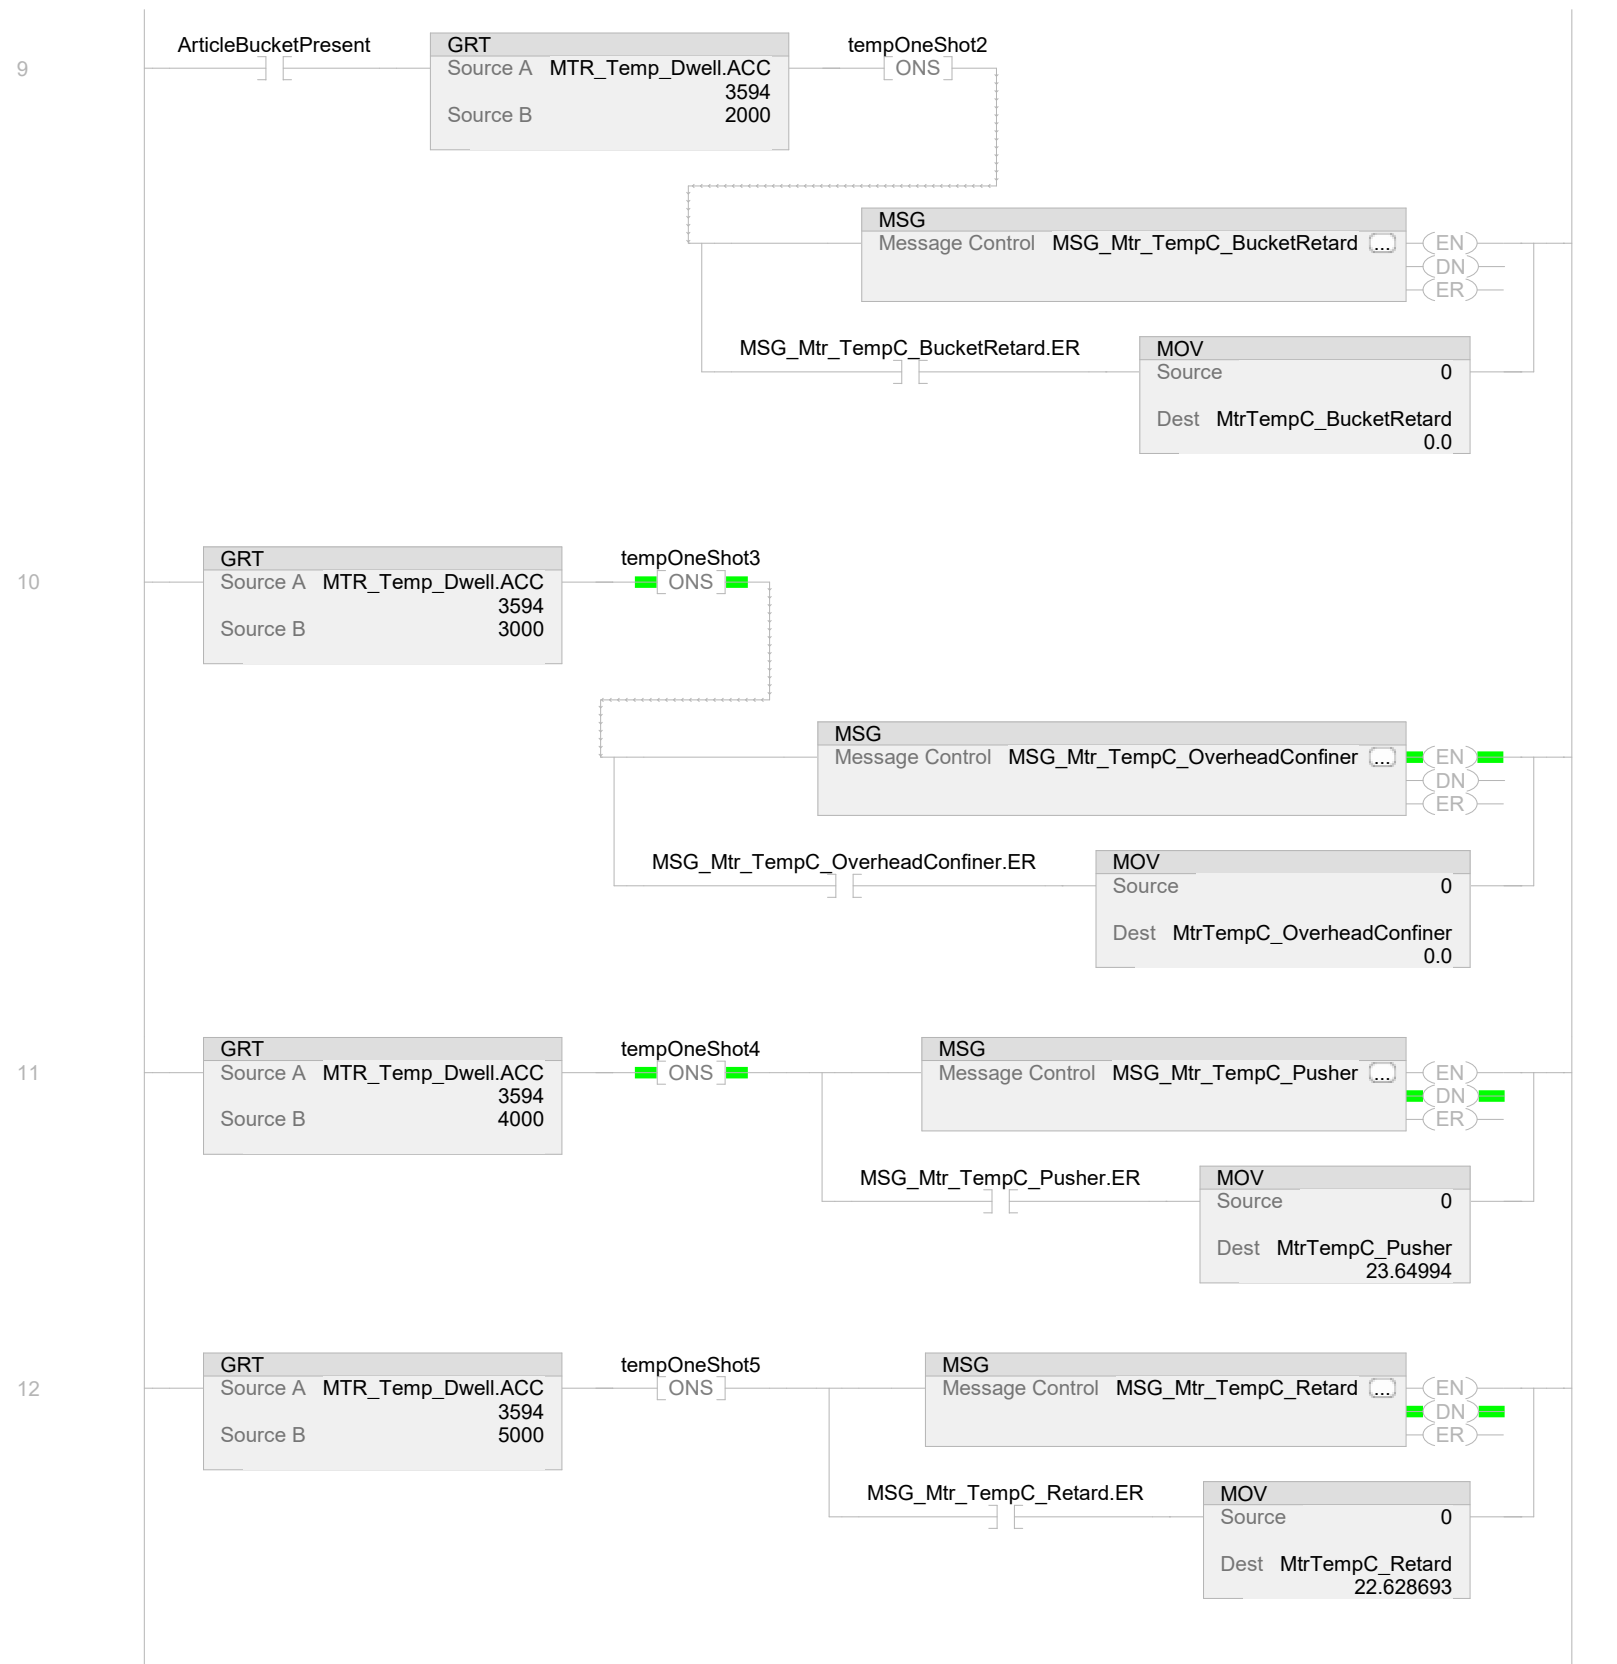 9
ArticleBucketPresent
GRT
Source A MTR_Temp_Dwell.ACC
3594
Source B 2000
tempOneShot2
ONS
MSG
Message Control MSG_Mtr_TempC_BucketRetard ...
EN
DN
ER
MSG_Mtr_TempC_BucketRetard.ER
MOV
Source 0
Dest MtrTempC_BucketRetard
0.0
10
GRT
Source A MTR_Temp_Dwell.ACC
3594
Source B 3000
tempOneShot3
ONS
MSG
Message Control MSG_Mtr_TempC_OverheadConfiner ...
EN
DN
ER
MSG_Mtr_TempC_OverheadConfiner.ER
MOV
Source 0
Dest MtrTempC_OverheadConfiner
0.0
11
GRT
Source A MTR_Temp_Dwell.ACC
3594
Source B 4000
tempOneShot4
ONS
MSG
Message Control MSG_Mtr_TempC_Pusher ...
EN
DN
ER
MSG_Mtr_TempC_Pusher.ER
MOV
Source 0
Dest MtrTempC_Pusher
23.64994
12
GRT
Source A MTR_Temp_Dwell.ACC
3594
Source B 5000
tempOneShot5
ONS
MSG
Message Control MSG_Mtr_TempC_Retard ...
EN
DN
ER
MSG_Mtr_TempC_Retard.ER
MOV
Source 0
Dest MtrTempC_Retard
22.628693